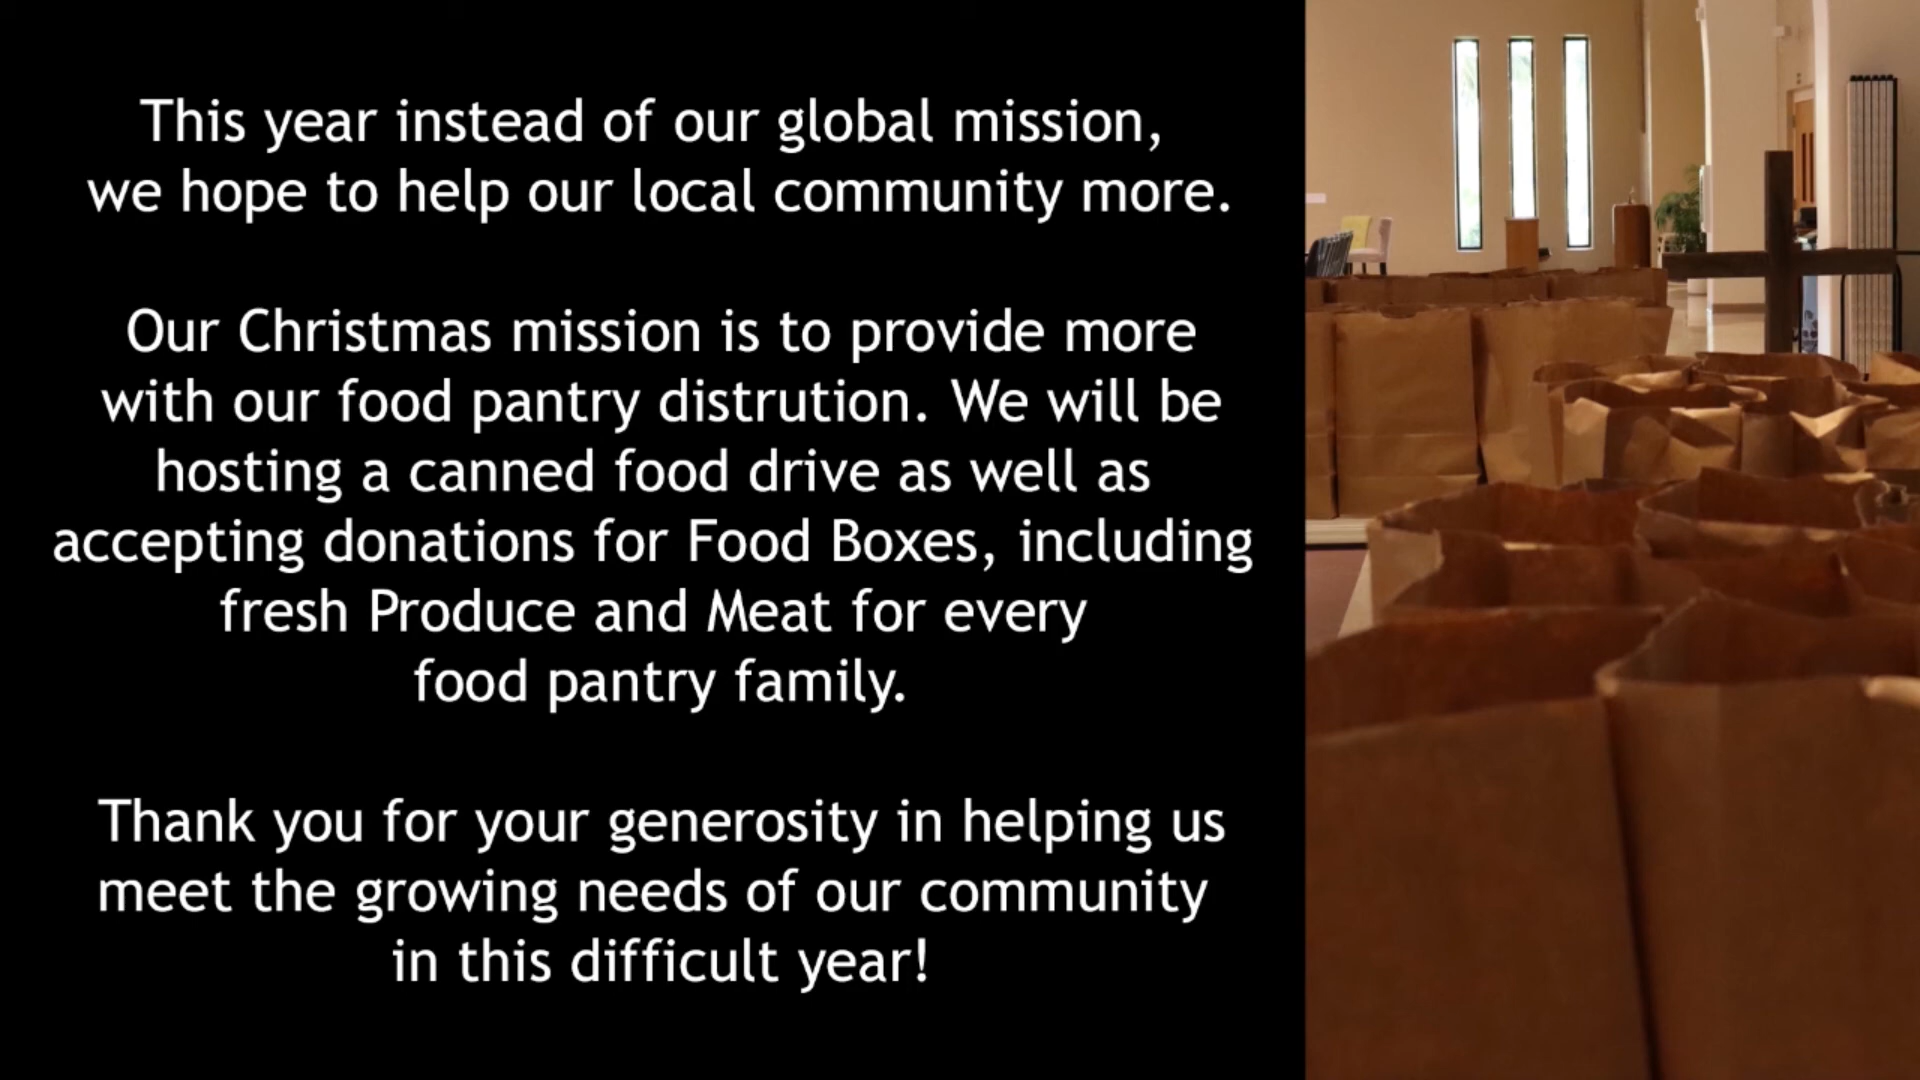 This year instead of our global mission,
we hope to help our local community more.
Our Christmas mission is to provide more
with our food pantry distrution. We will be
hosting a canned food drive as well as
accepting donations for Food Boxes, including
fresh Produce and Meat for every
food pantry family.
Thank you for your generosity in helping us
meet the growing needs of our community
in this difficult year!